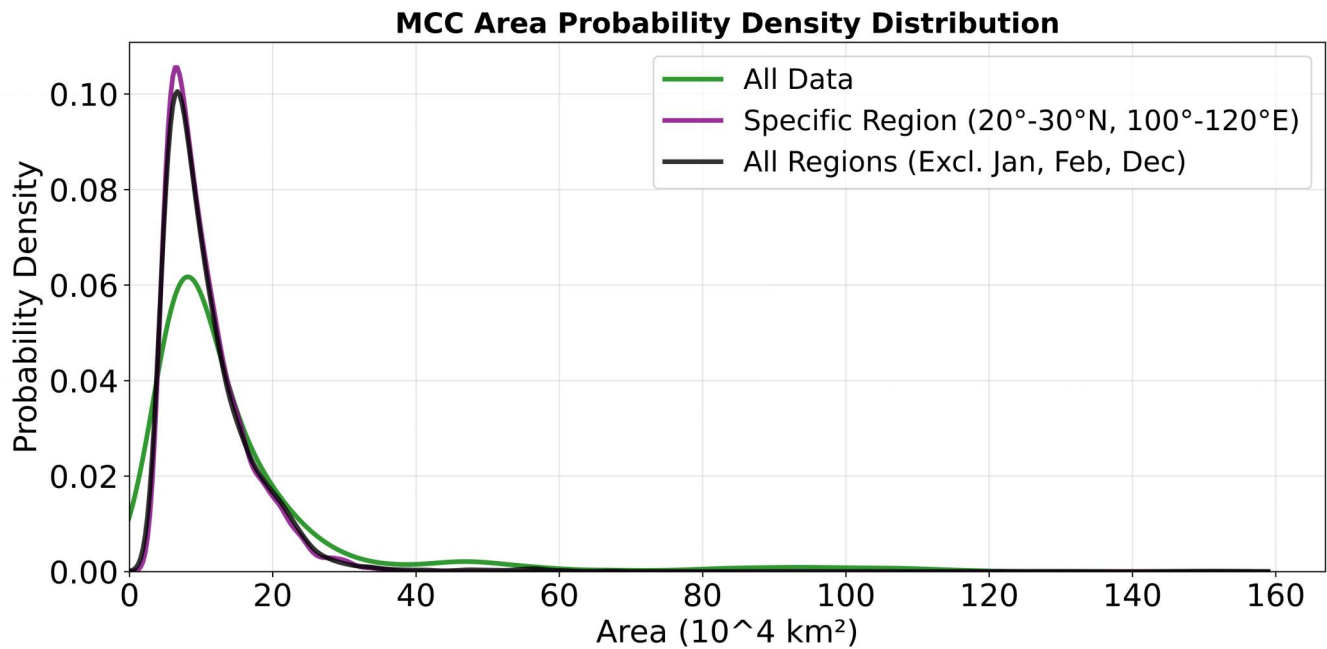 MCC Area Probability Density Distribution
All Data
Specific Region (20°-30°N, 100°-120°E)
All Regions (Excl. Jan, Feb, Dec)
Probability Density
0.10
0.08
0.06
0.04
0.02
0.00
0 20 40 60 80 100 120 140 160
Area (10^4 km²)